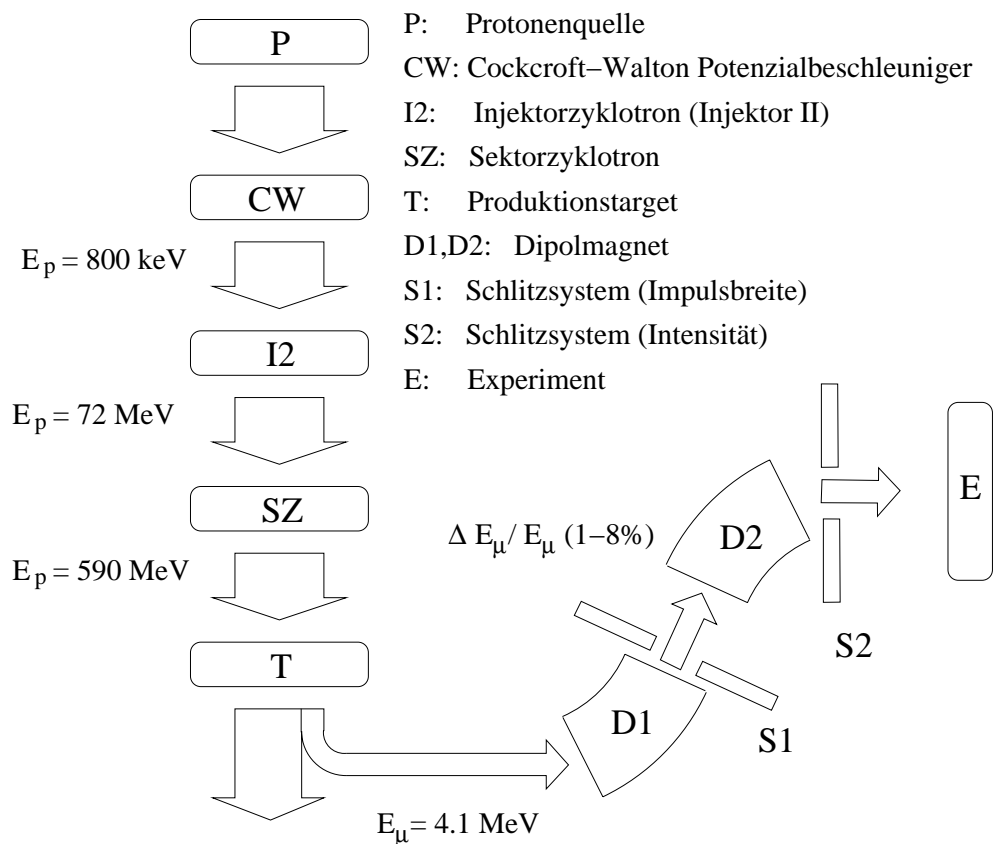 P
P: Protonenquelle
CW: Cockcroft–Walton Potenzialbeschleuniger
I2: Injektorzyklotron (Injektor II)
SZ: Sektorzyklotron
T: Produktionstarget
D1,D2: Dipolmagnet
S1: Schlitzsystem (Impulsbreite)
S2: Schlitzsystem (Intensität)
E: Experiment
CW
E p = 800 keV
I2
E p = 72 MeV
SZ
E p = 590 MeV
T
E μ = 4.1 MeV
D1
S1
Δ E μ / E μ (1–8%)
D2
S2
E